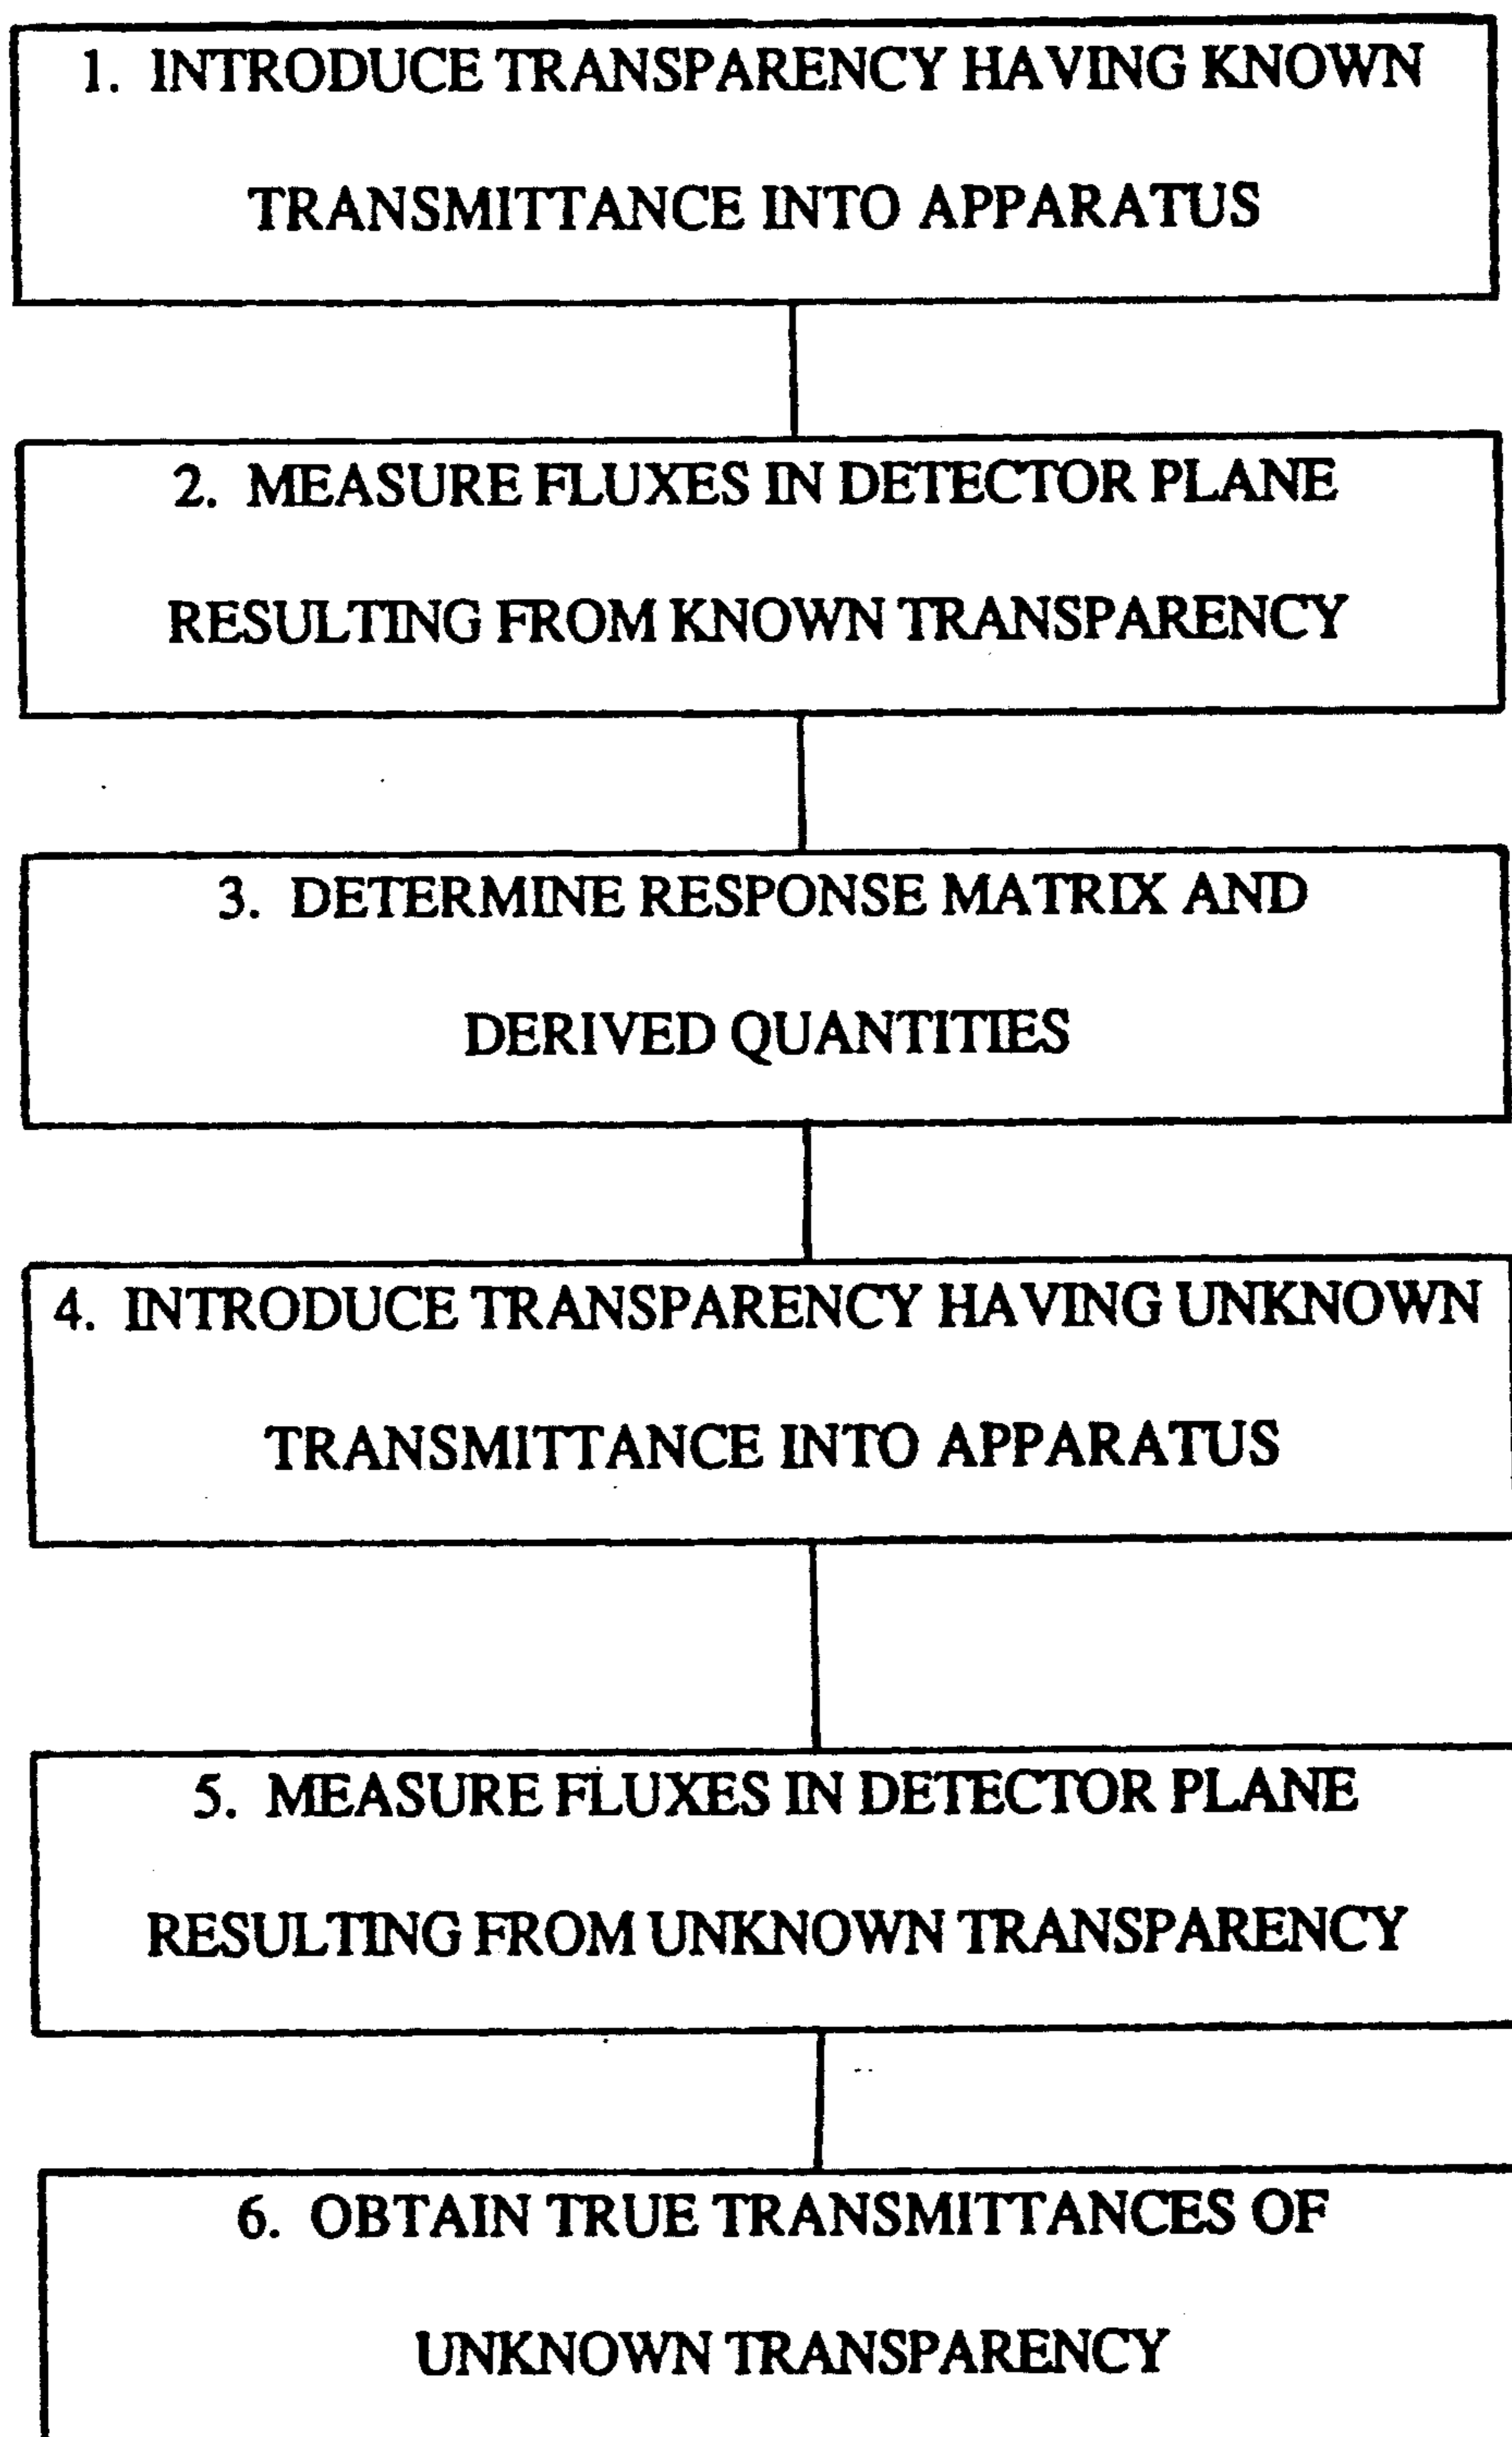 1. INTRODUCE TRANSPARENCY HAVING KNOWN
TRANSMITTANCE INTO APPARATUS
2. MEASURE FLUXES IN DETECTOR PLANE
RESULTING FROM KNOWN TRANSPARENCY
3. DETERMINE RESPONSE MATRIX AND
DERIVED QUANTITIES
4. INTRODUCE TRANSPARENCY HAVING UNKNOWN
TRANSMITTANCE INTO APPARATUS
5. MEASURE FLUXES IN DETECTOR PLANE
RESULTING FROM UNKNOWN TRANSPARENCY
6. OBTAIN TRUE TRANSMITTANCES OF
UNKNOWN TRANSPARENCY